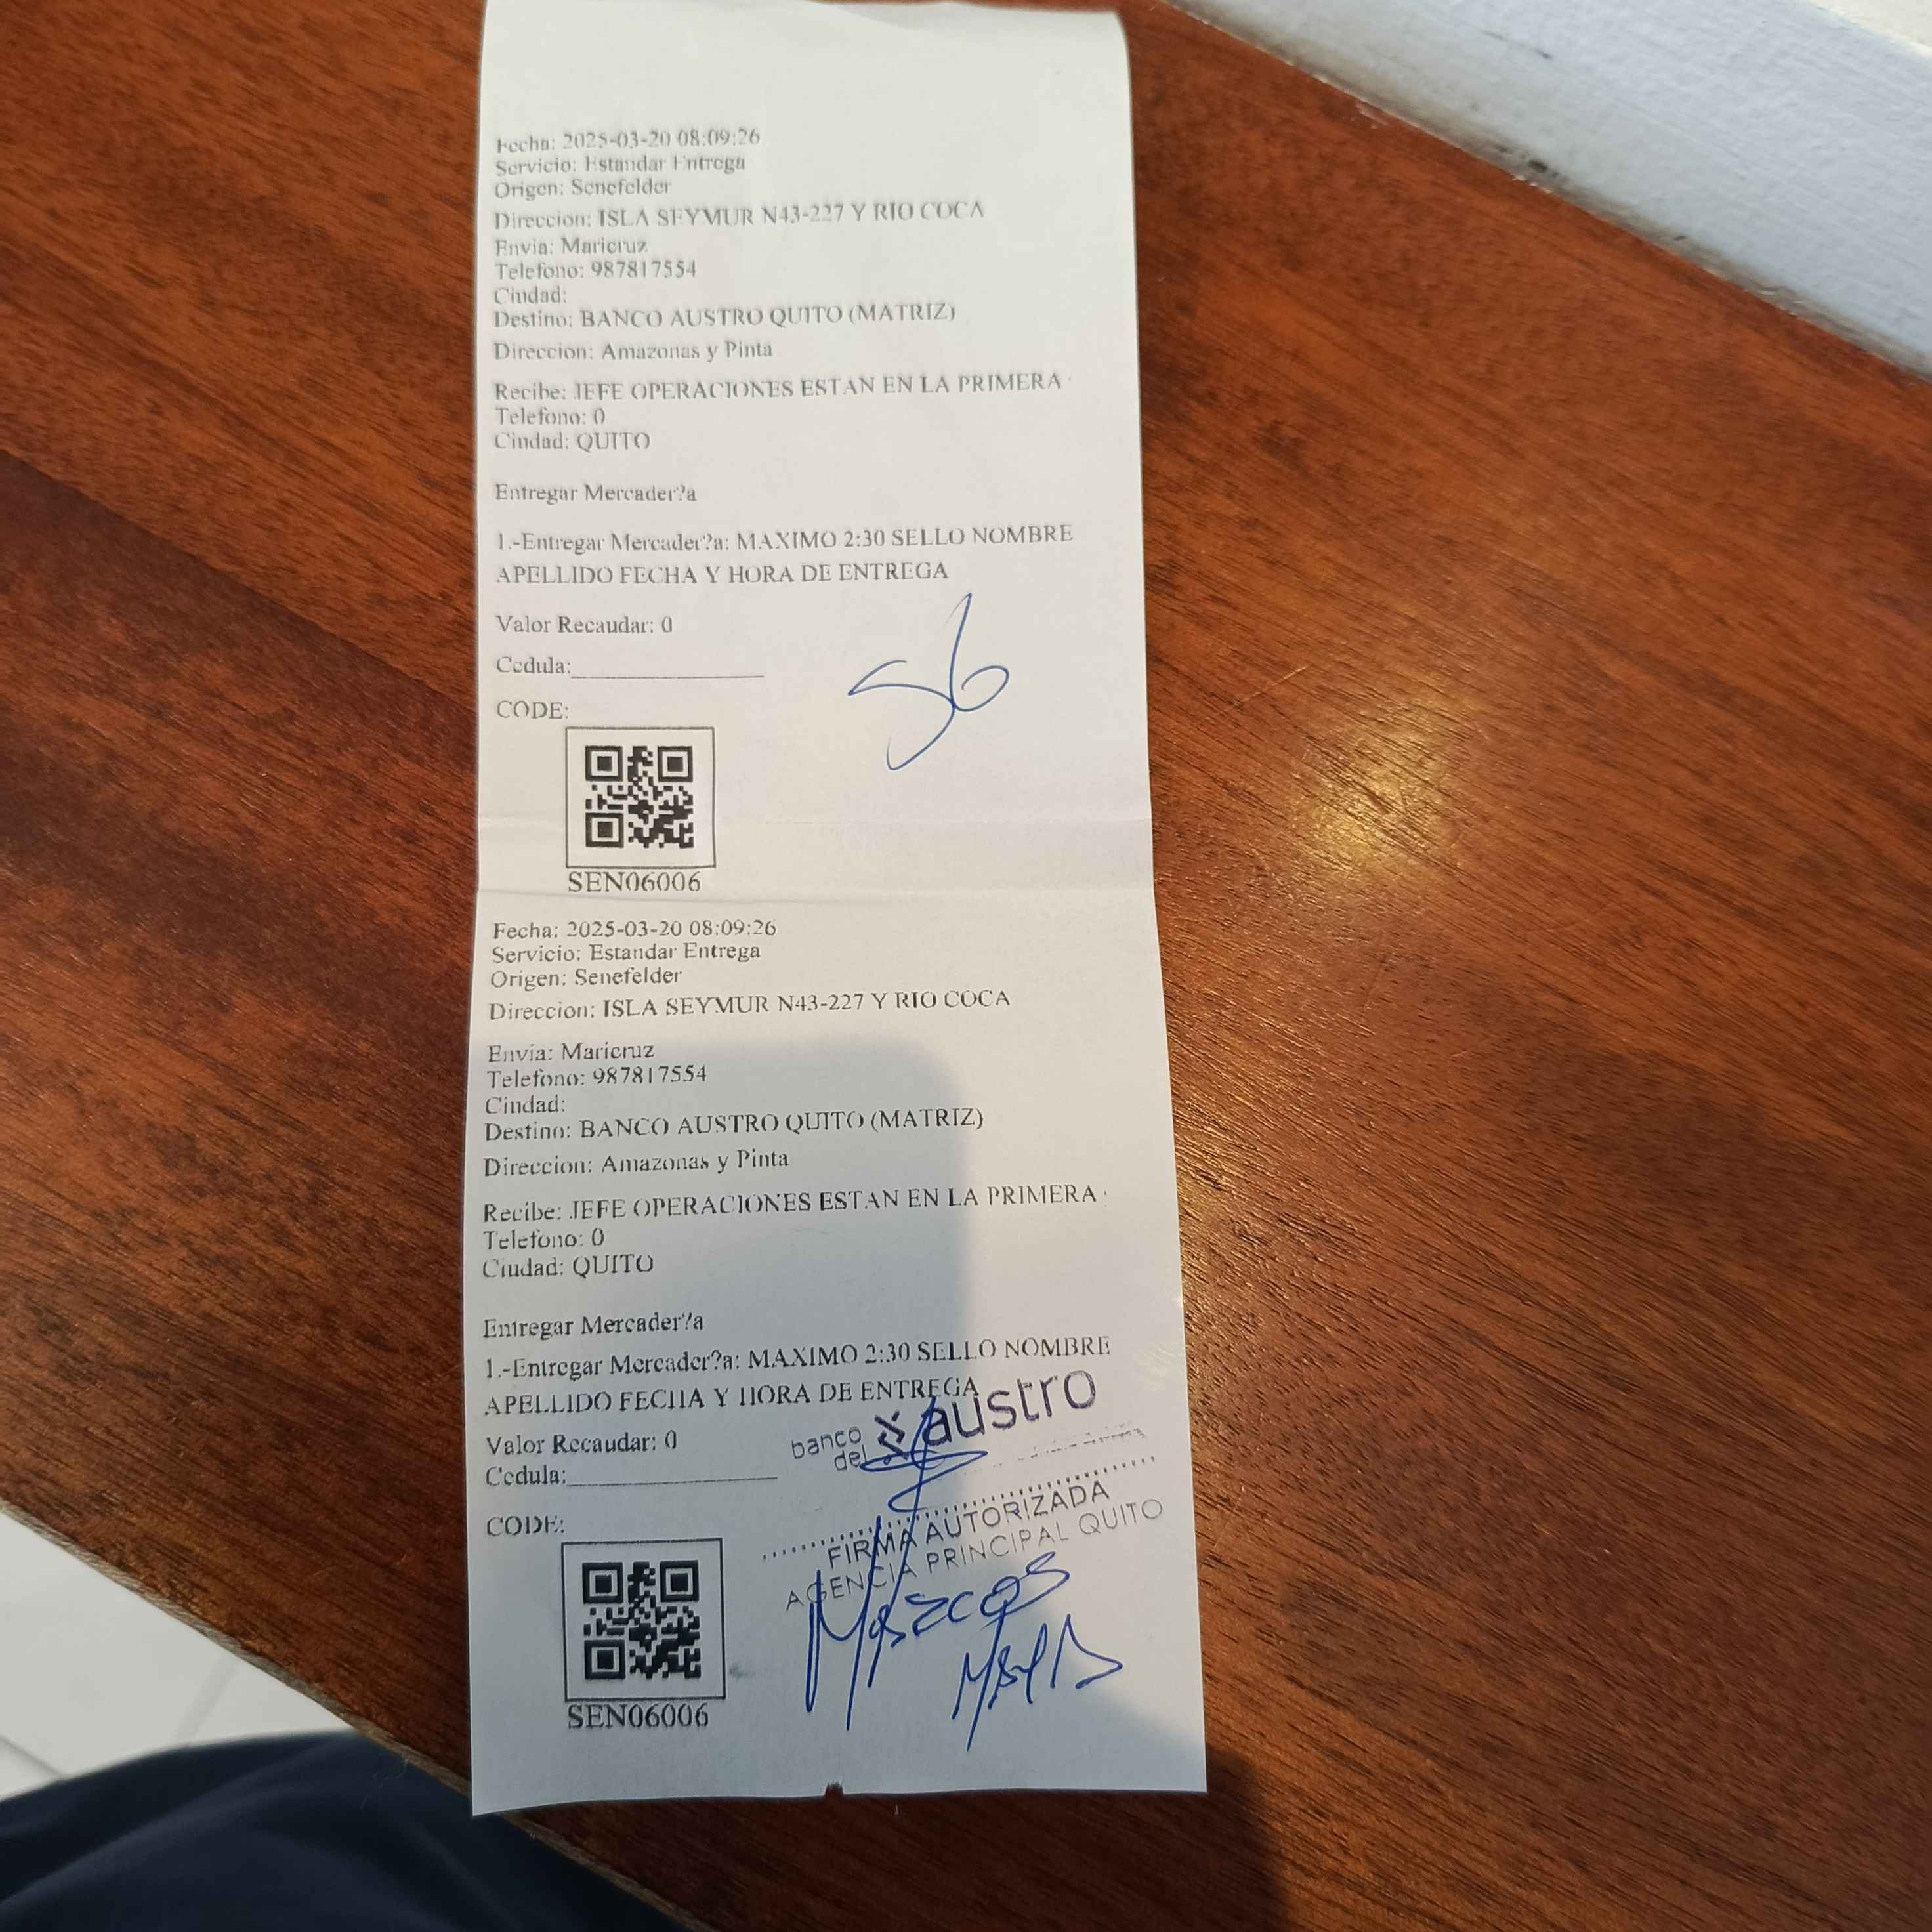 Fecha: 2025-03-20 08:09:26
Servicio: Estandar Entrega
Origen: Senefelder
Direccion: ISLA SEYMUR N43-227 Y RIO COCA
Envia: Maricruz
Telefono: 987817554
Ciudad:
Destino: BANCO AUSTRO QUITO (MATRIZ)
Direccion: Amazonas y Pinta
Recibe: JEFE OPERACIONES ESTAN EN LA PRIMERA
Telefono: 0
Ciudad: QUITO
Entregar Mercader?a
1.-Entregar Mercader?a: MAXIMO 2:30 SELLO NOMBRE
APELLIDO FECHA Y HORA DE ENTREGA
Valor Recaudar: 0
56
Cedula:
CODE:
SEN06006
Fecha: 2025-03-20 08:09:26
Servicio: Estandar Entrega
Origen: Senefelder
Direccion: ISLA SEYMUR N43-227 Y RIO COCA
Envia: Maricruz
Telefono: 987817554
Ciudad:
Destino: BANCO AUSTRO QUITO (MATRIZ)
Direccion: Amazonas y Pinta
Recibe: JEFE OPERACIONES ESTAN EN LA PRIMERA
Telefono: 0
Ciudad: QUITO
Entregar Mercader?a
1.-Entregar Mercader?a: MAXIMO 2:30 SELLO NOMBRE
APELLIDO FECHA Y HORA DE ENTREGA
Valor Recaudar: 0
banco del austro
Cedula:
CODE:
FIRMA AUTORIZADA
AGENCIA PRINCIPAL QUITO
Marcos
SEN06006